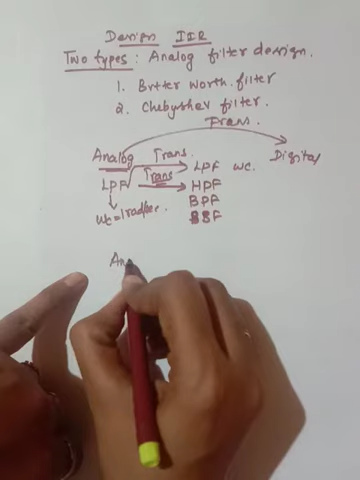 Design IIR
Two types: Analog filter design.
1. Butter worth filter
2. Chebyshev filter.
Trans.
Analog Trans. Digital
LPF LPF wc.
Trans HPF
wc=1rad/sec. BPF
BSF
An